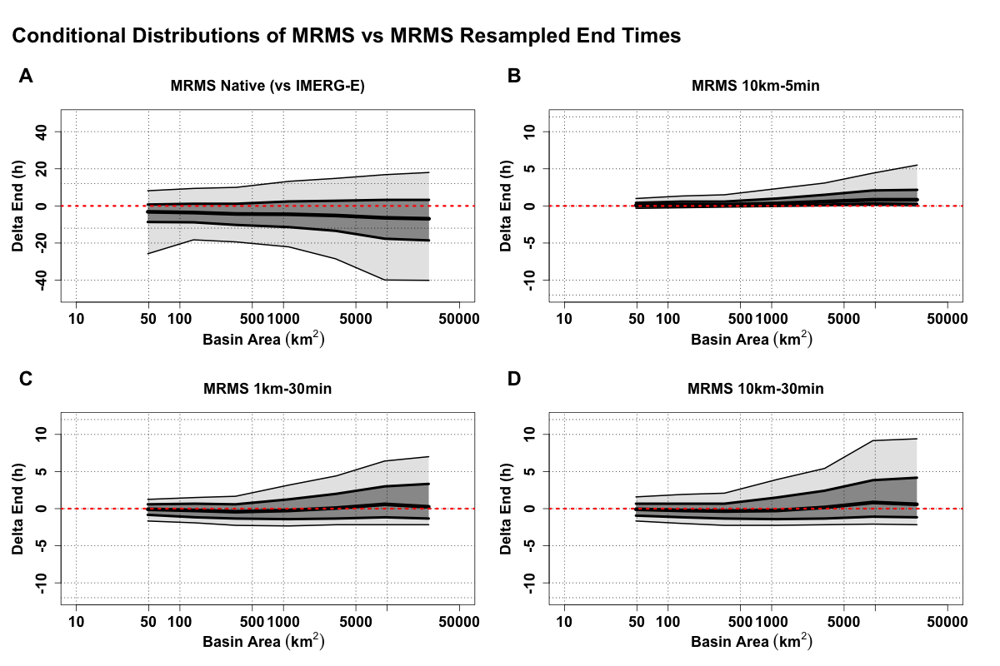 Conditional Distributions of MRMS vs MRMS Resampled End Times
A
MRMS Native (vs IMERG-E)
Delta End (h)
40
20
0
-20
-40
10 50 100 500 1000 5000 50000
Basin Area (km²)
B
MRMS 10km-5min
Delta End (h)
10
5
0
-5
-10
10 50 100 500 1000 5000 50000
Basin Area (km²)
C
MRMS 1km-30min
Delta End (h)
10
5
0
-5
-10
10 50 100 500 1000 5000 50000
Basin Area (km²)
D
MRMS 10km-30min
Delta End (h)
10
5
0
-5
-10
10 50 100 500 1000 5000 50000
Basin Area (km²)